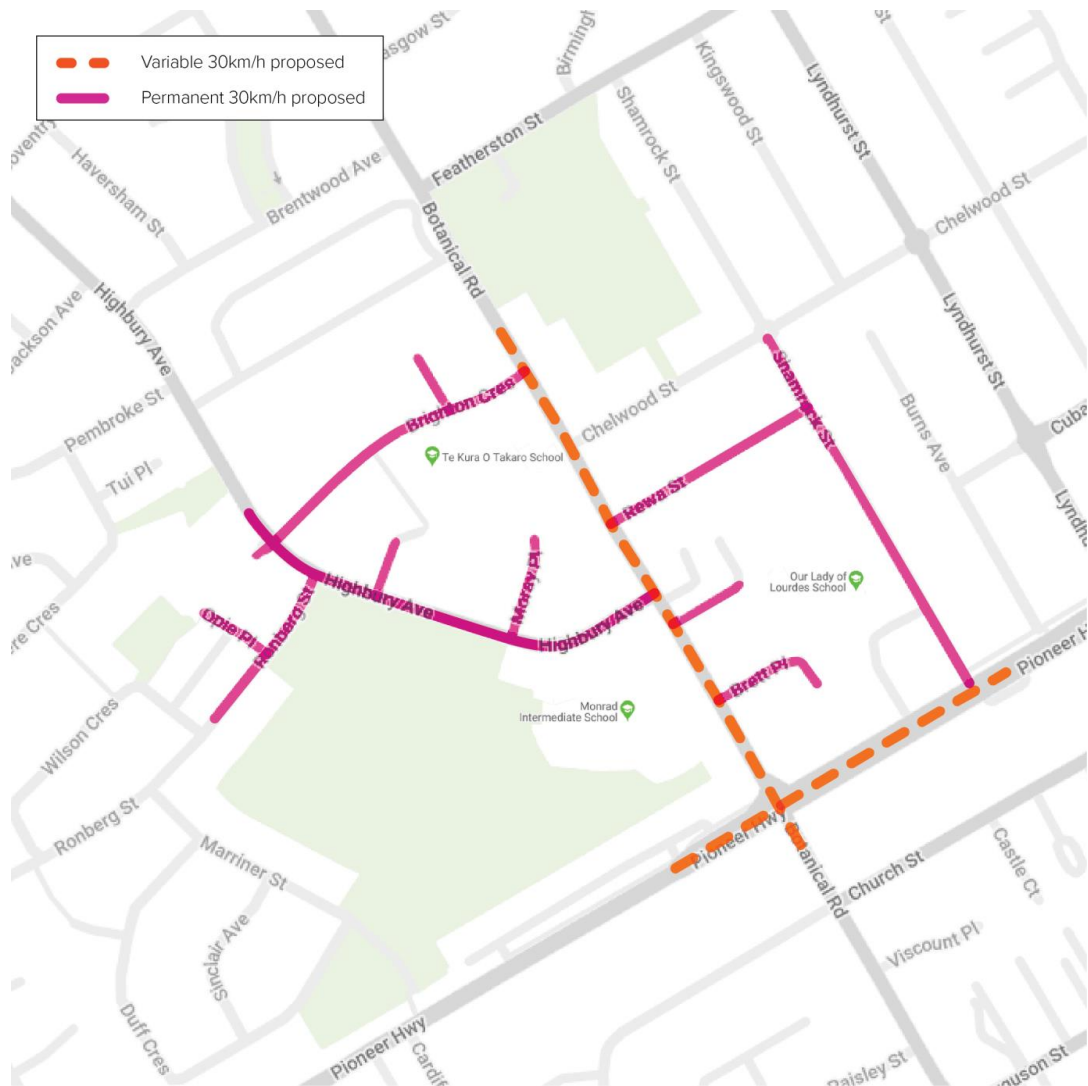 Variable 30km/h proposed
Permanent 30km/h proposed
Birming
Kingswood St
Lyndhurst St
St
Shamrock St
Featherston St
Haversham St
Brentwood Ave
Botanical Rd
Chelwood St
Highbury Ave
Lyndhurst St
Pembroke St
Tui Pl
Brighton Cres
Te Kura O Takaro School
Chelwood St
Shamrock St
Burns Ave
Cuba
Rewa St
Highbury Ave
Moray Pl
Highbury Ave
Our Lady of
Lourdes School
Opie Pl
Ronberg St
Brett Pl
Pioneer H
Monrad
Intermediate School
Wilson Cres
Ronberg St
Marriner St
Pioneer Hwy
Botanical Rd
Church St
Castle Ct
Sinclair Ave
Viscount Pl
Duff Cres
Pioneer Hwy